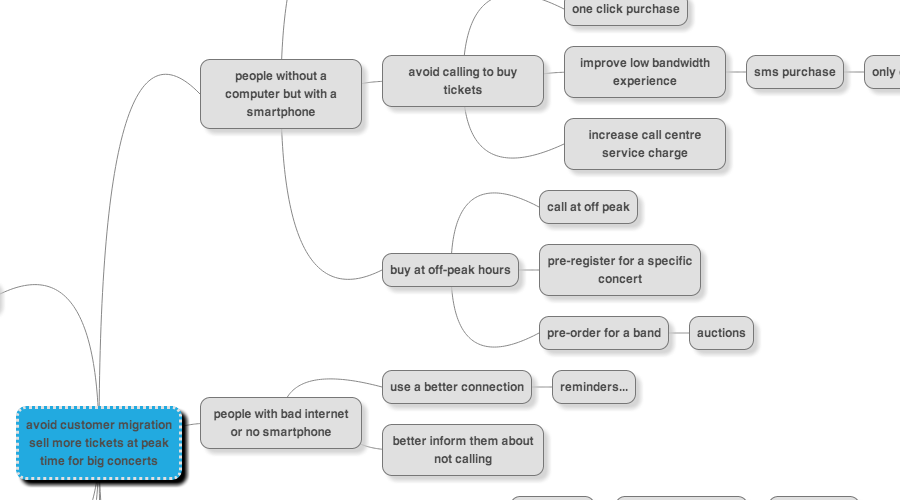 one click purchase
people without a
computer but with a
smartphone
avoid calling to buy
tickets
improve low bandwidth
experience
sms purchase
only
increase call centre
service charge
call at off peak
buy at off-peak hours
pre-register for a specific
concert
pre-order for a band
auctions
use a better connection
reminders...
people with bad internet
or no smartphone
better inform them about
not calling
avoid customer migration
sell more tickets at peak
time for big concerts